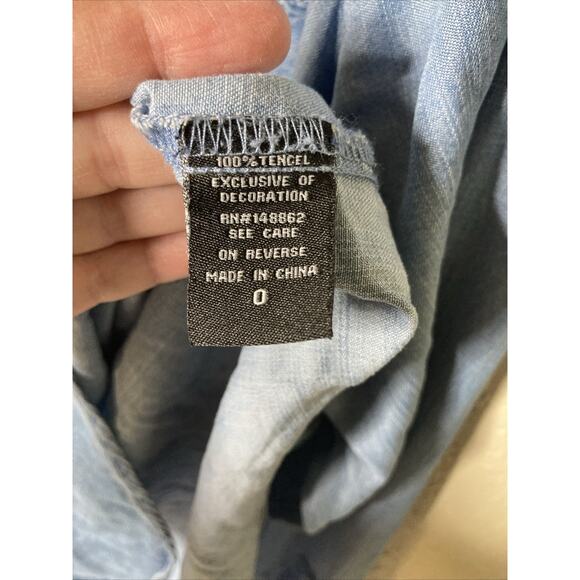 100% TENCEL
EXCLUSIVE OF
DECORATION
RN#148862
SEE CARE
ON REVERSE
MADE IN CHINA
0